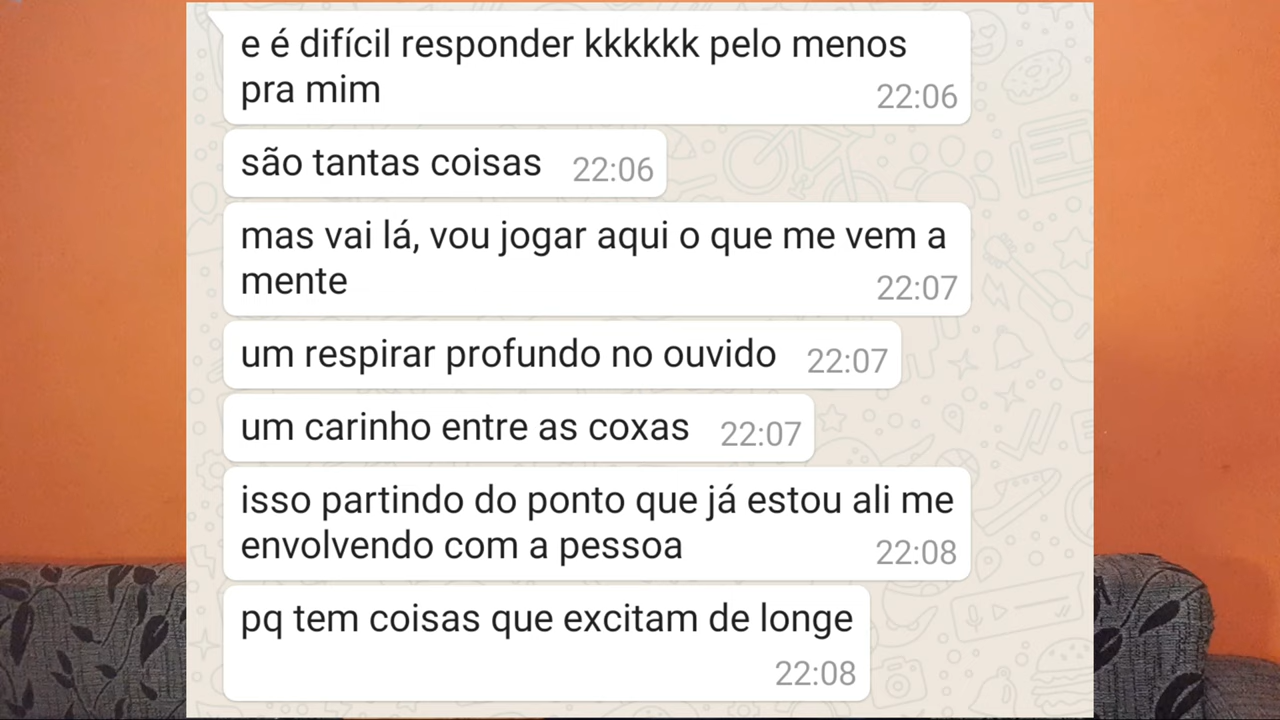 e é difícil responder kkkkkk pelo menos
pra mim
22:06
são tantas coisas 22:06
mas vai lá, vou jogar aqui o que me vem a
mente
22:07
um respirar profundo no ouvido 22:07
um carinho entre as coxas 22:07
isso partindo do ponto que já estou ali me
envolvendo com a pessoa
22:08
pq tem coisas que excitam de longe
22:08